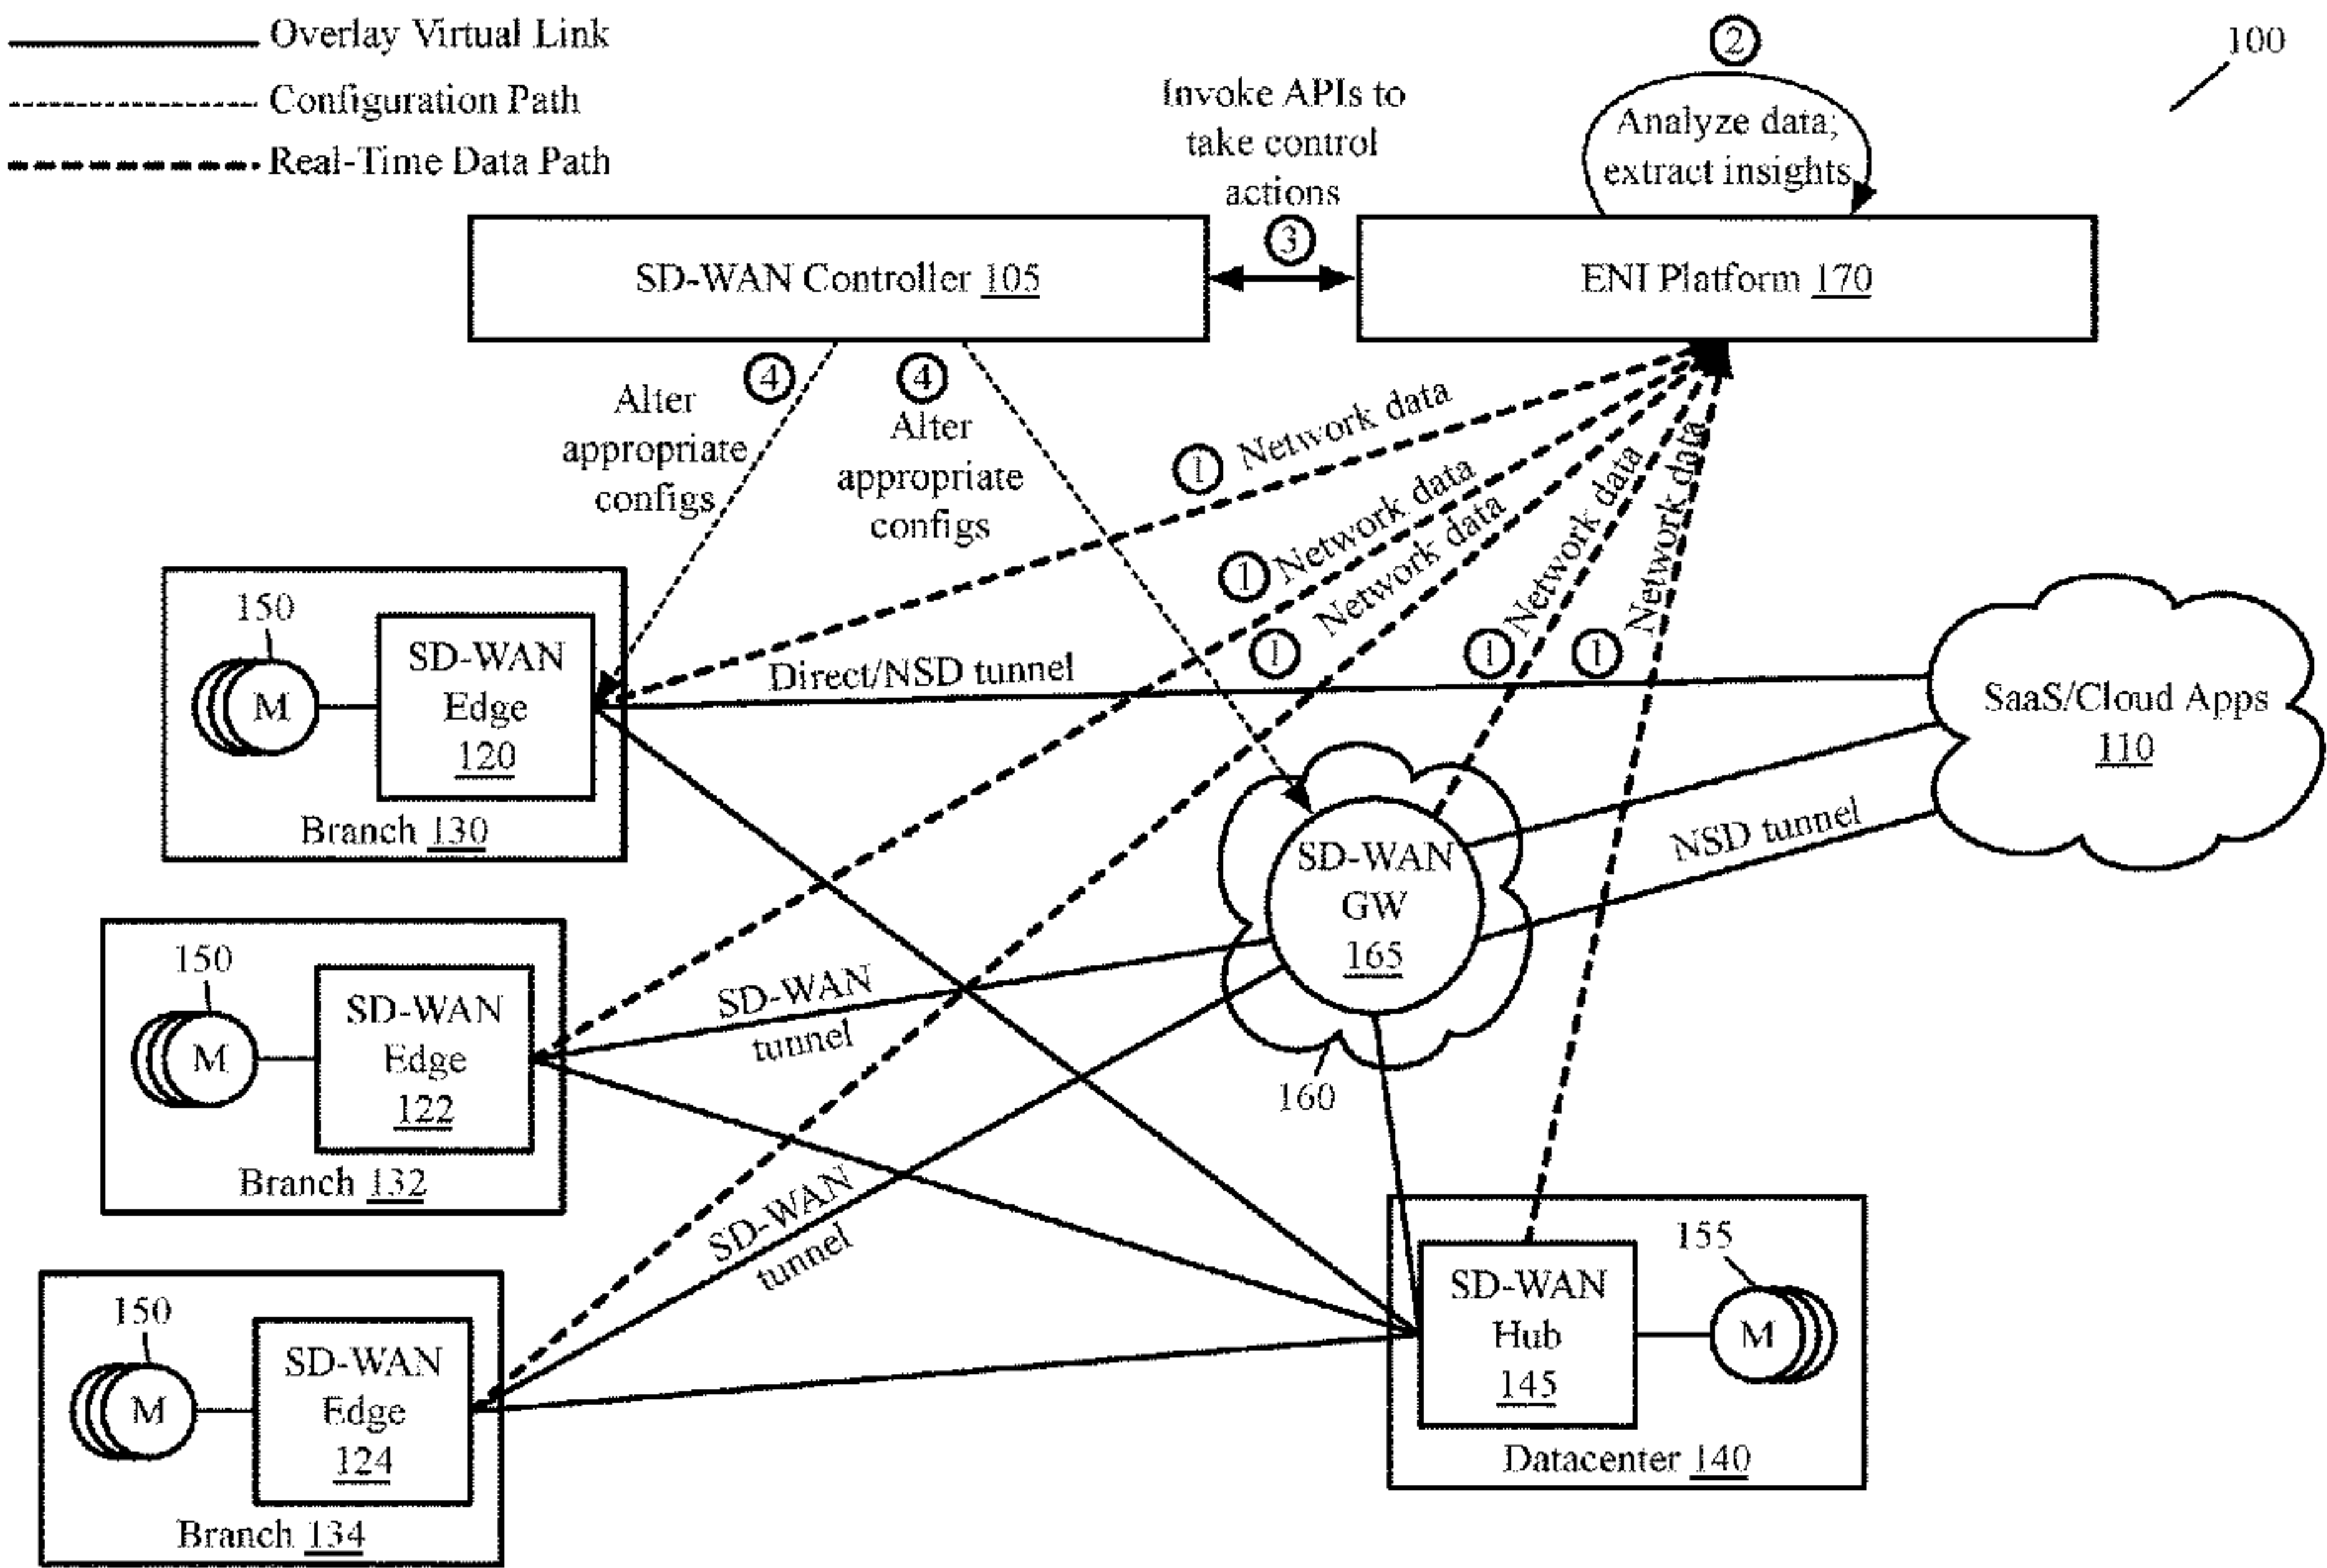 Overlay Virtual Link
Configuration Path
Real-Time Data Path
100
2
Analyze data;
extract insights
Invoke APIs to
take control
actions
3
SD-WAN Controller 105
ENI Platform 170
4
Alter
appropriate
configs
4
Alter
appropriate
configs
1 Network data
1 Network data
1 Network data
1 Network data
1 Network data
150
M
SD-WAN
Edge
120
Branch 130
Direct/NSD tunnel
SaaS/Cloud Apps
110
SD-WAN
GW
165
160
NSD tunnel
150
M
SD-WAN
Edge
122
Branch 132
SD-WAN
tunnel
SD-WAN
tunnel
150
M
SD-WAN
Edge
124
Branch 134
SD-WAN
Hub
145
155
M
Datacenter 140